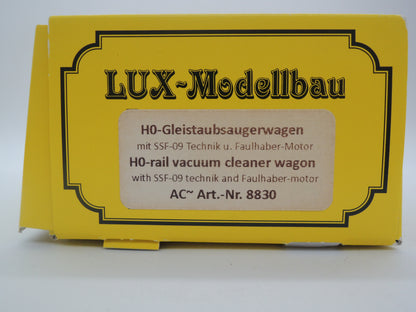 LUX-Modellbau
H0-Gleistaubsaugerwagen
mit SSF-09 Technik u. Faulhaber-Motor
H0-rail vacuum cleaner wagon
with SSF-09 technik and Faulhaber-motor
AC~ Art.-Nr. 8830